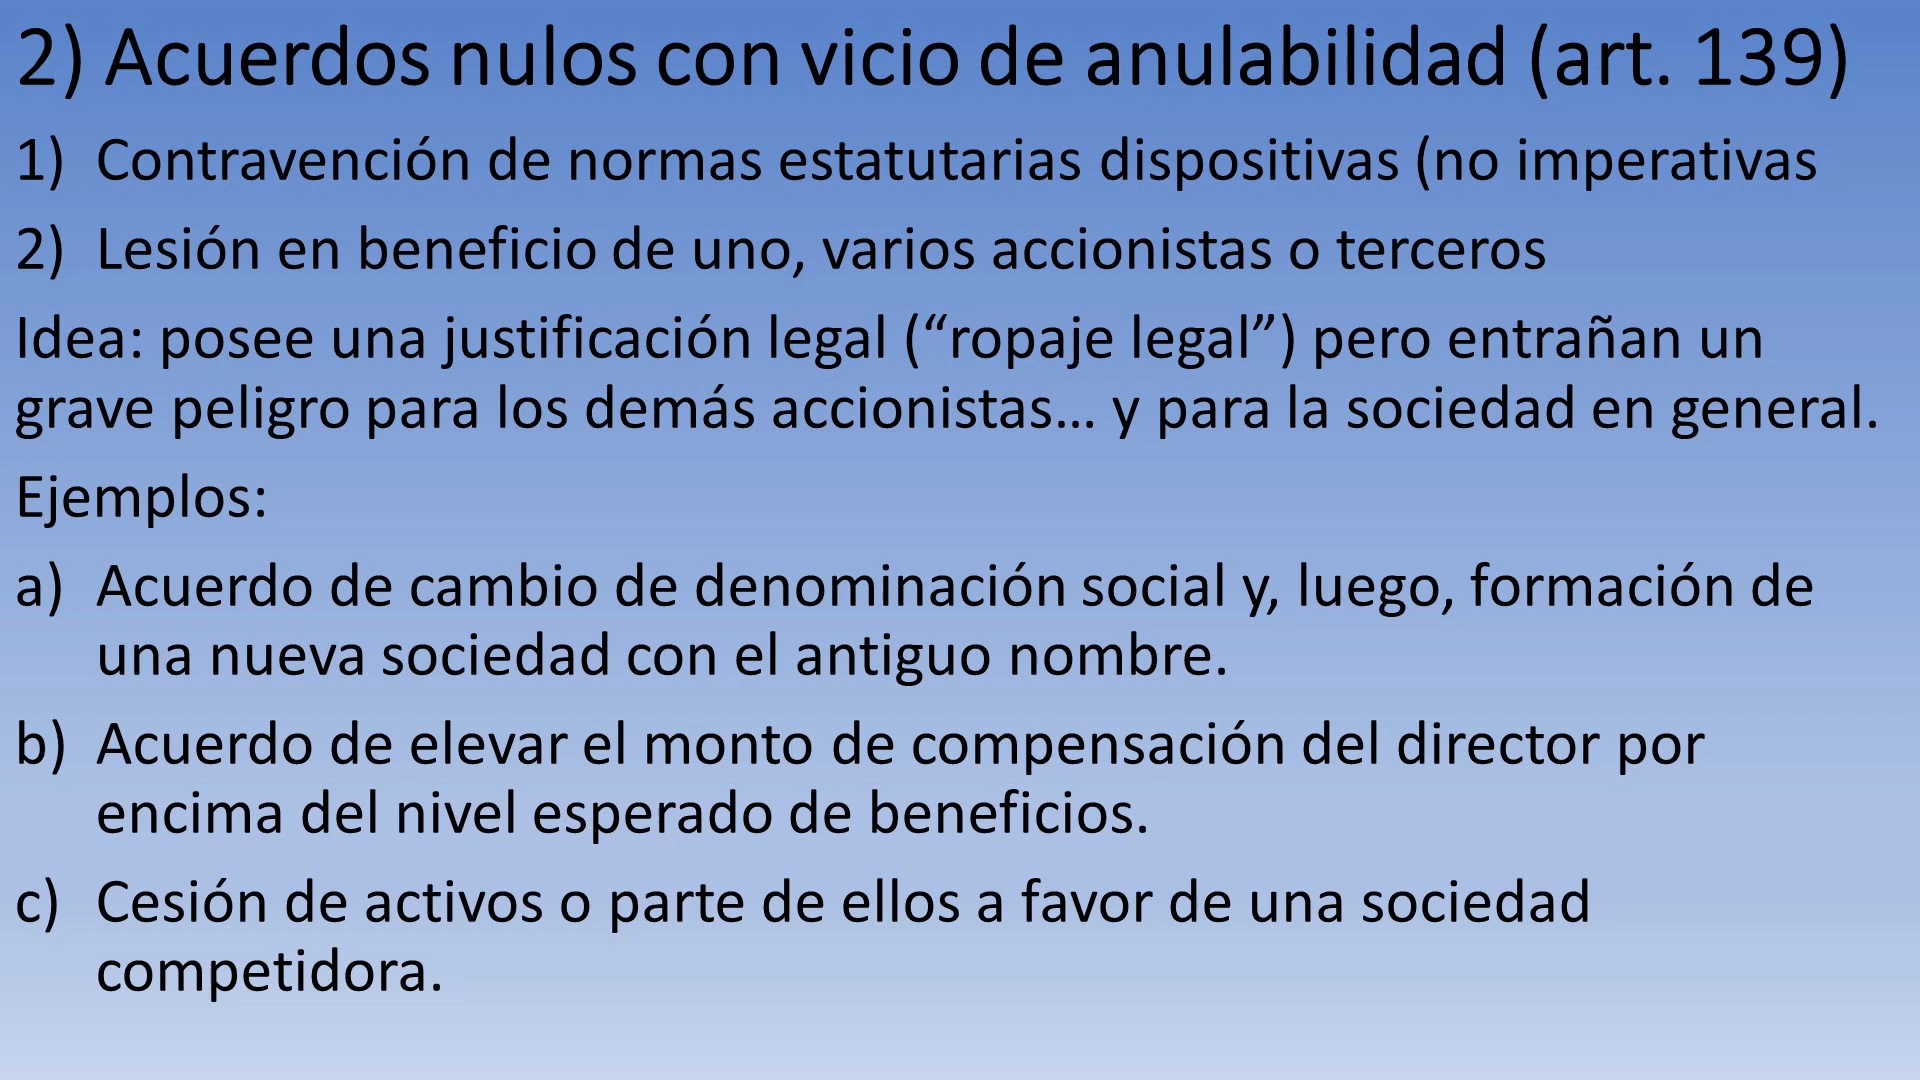 2) Acuerdos nulos con vicio de anulabilidad (art. 139)
1) Contravención de normas estatutarias dispositivas (no imperativas
2) Lesión en beneficio de uno, varios accionistas o terceros
Idea: posee una justificación legal (“ropaje legal”) pero entrañan un
grave peligro para los demás accionistas… y para la sociedad en general.
Ejemplos:
a) Acuerdo de cambio de denominación social y, luego, formación de
una nueva sociedad con el antiguo nombre.
b) Acuerdo de elevar el monto de compensación del director por
encima del nivel esperado de beneficios.
c) Cesión de activos o parte de ellos a favor de una sociedad
competidora.